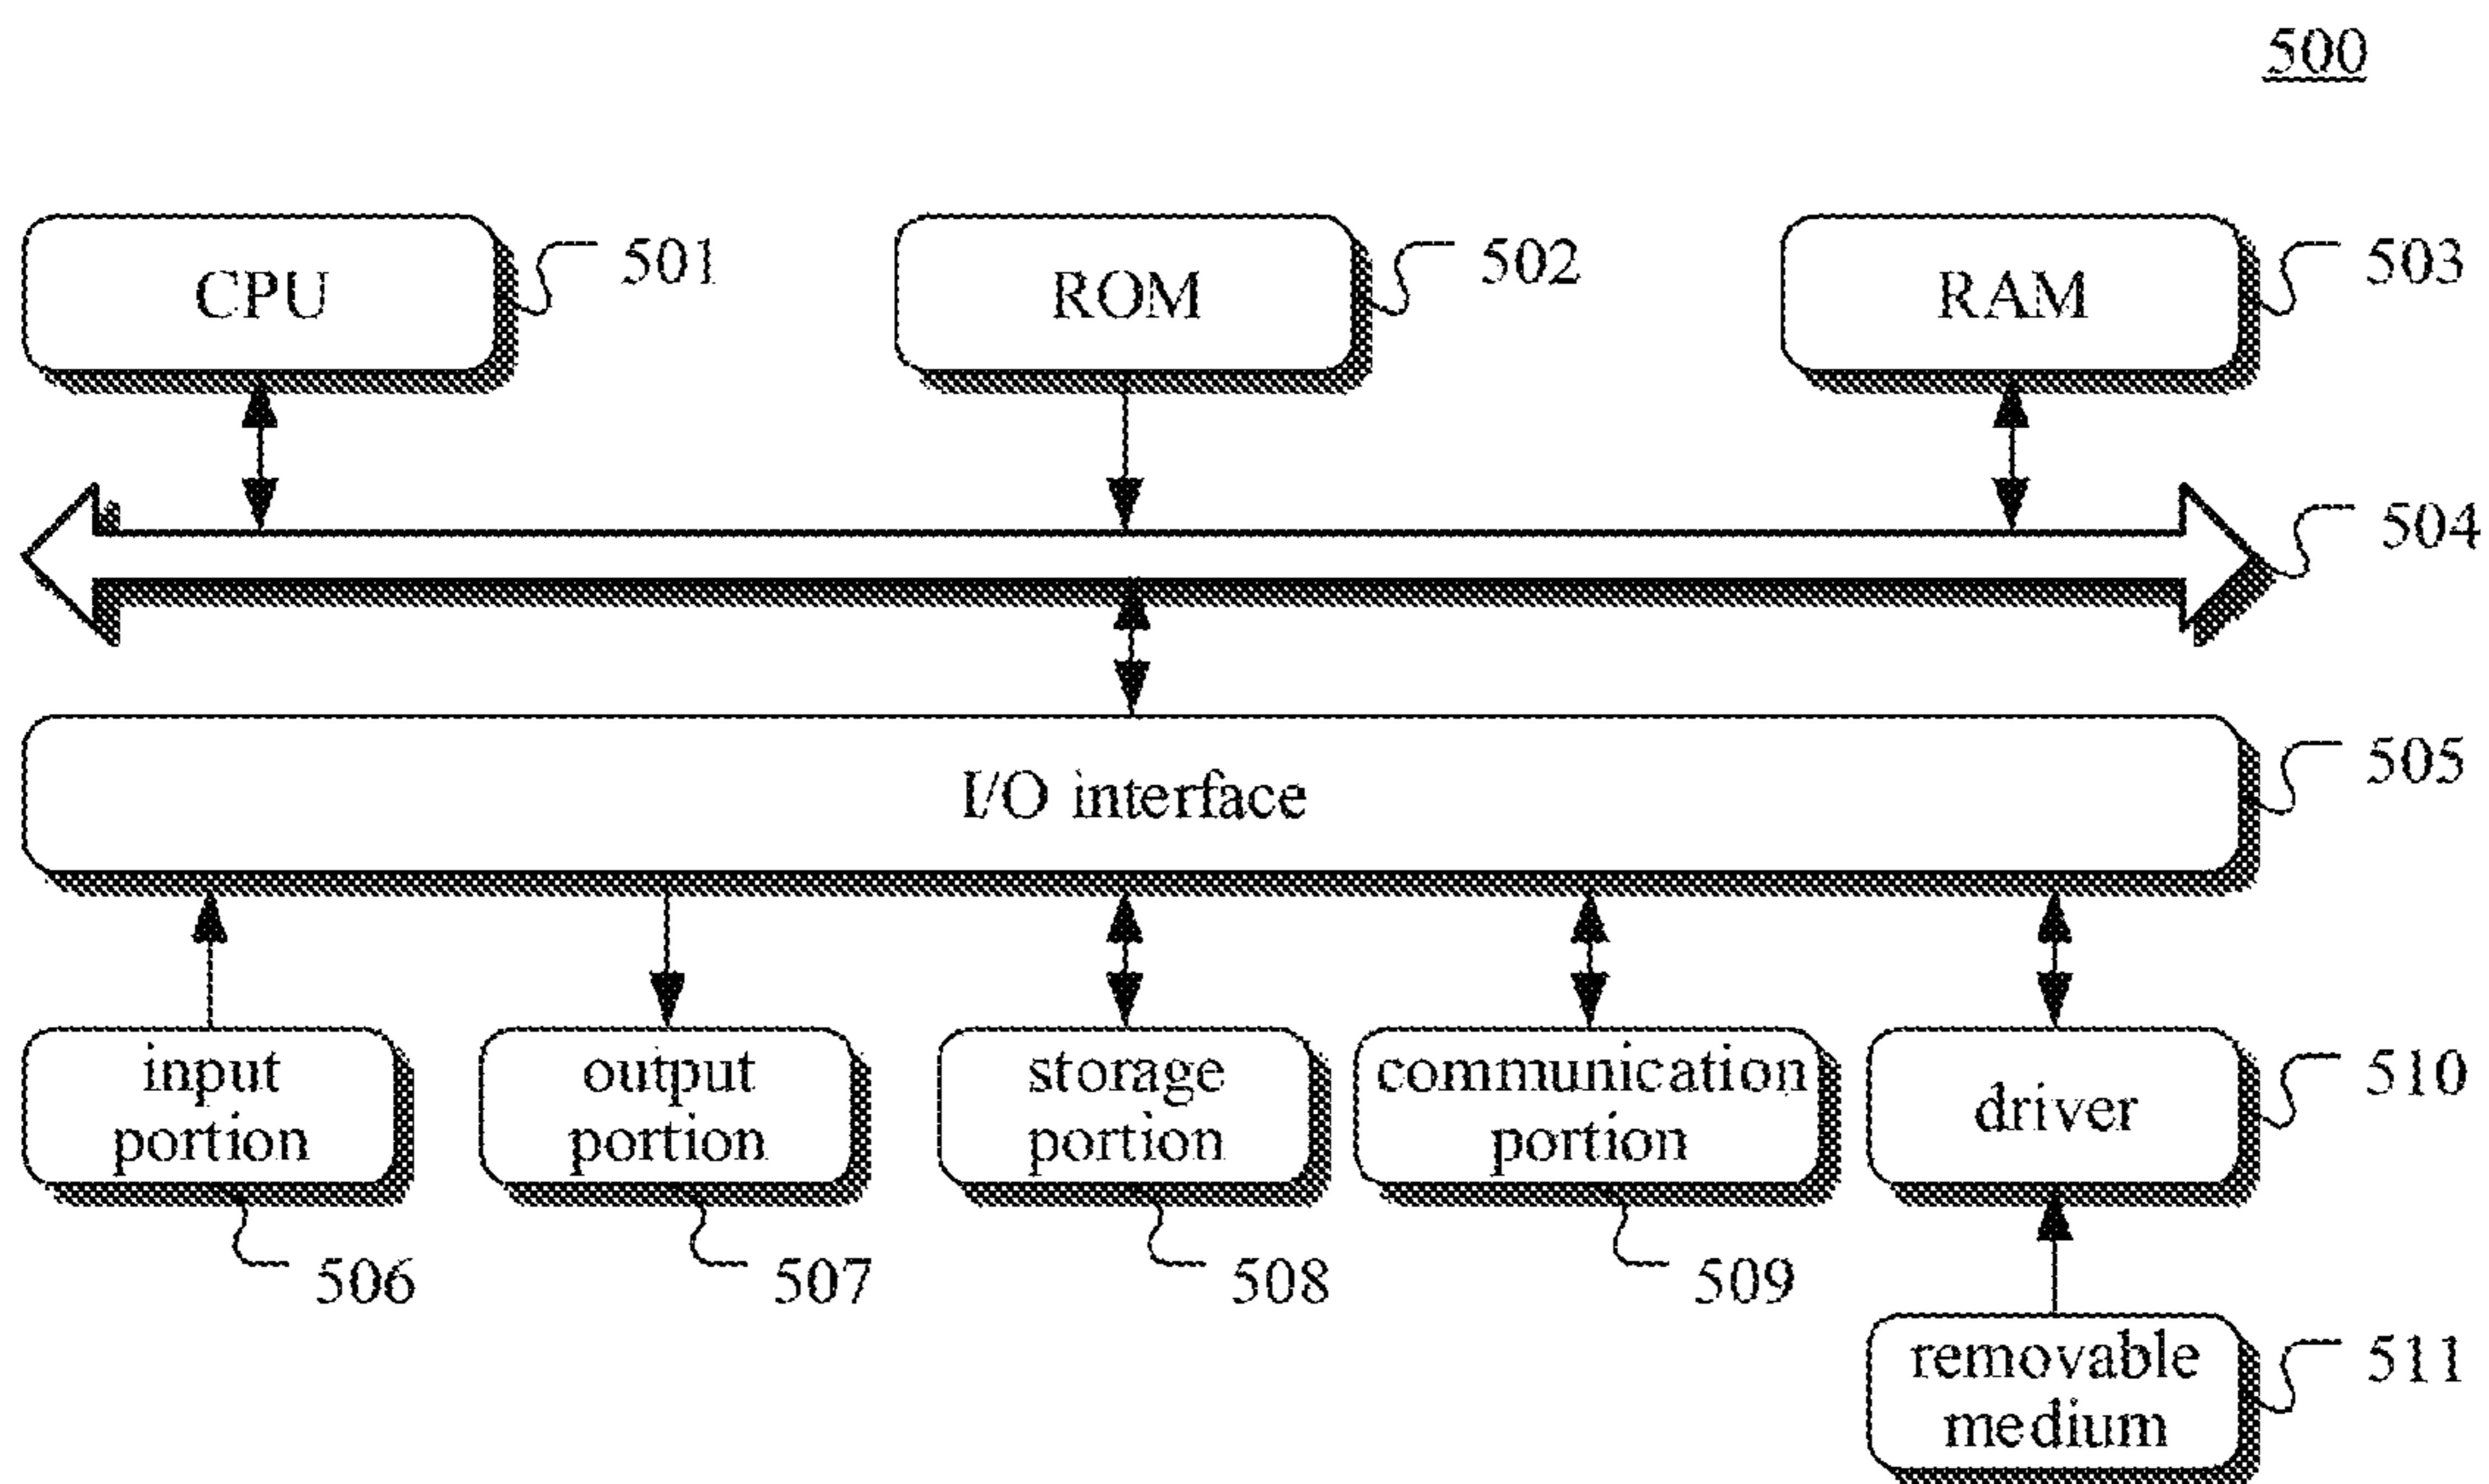 500
CPU
501
ROM
502
RAM
503
504
I/O interface
505
input
portion
506
output
portion
507
storage
portion
508
communication
portion
509
driver
510
removable
medium
511